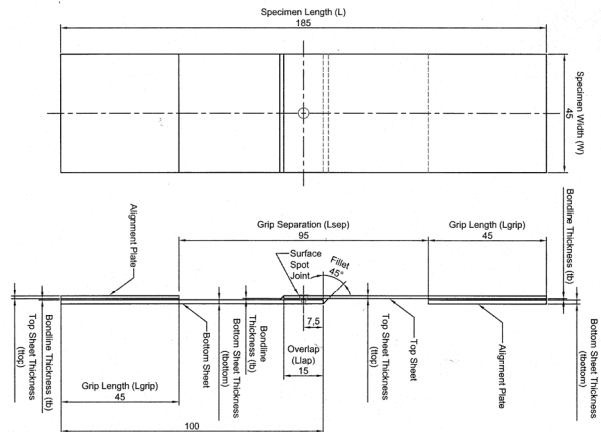 Specimen Length (L)
185
Specimen Width (W)
45
Grip Separation (Lsep)
95
Grip Length (Lgrip)
45
Bondline Thickness (tb)
Alignment Plate
Surface
Spot
Joint
Fillet
45°
7,5
Overlap
(Llap)
15
Top Sheet Thickness
(ttop)
Bondline Thickness (tb)
Bottom Sheet
Bottom Sheet Thickness
(tbottom)
Bondline
Thickness (tb)
Top Sheet Thickness
(ttop)
Top Sheet
Alignment Plate
Bottom Sheet Thickness
(tbottom)
Grip Length (Lgrip)
45
100